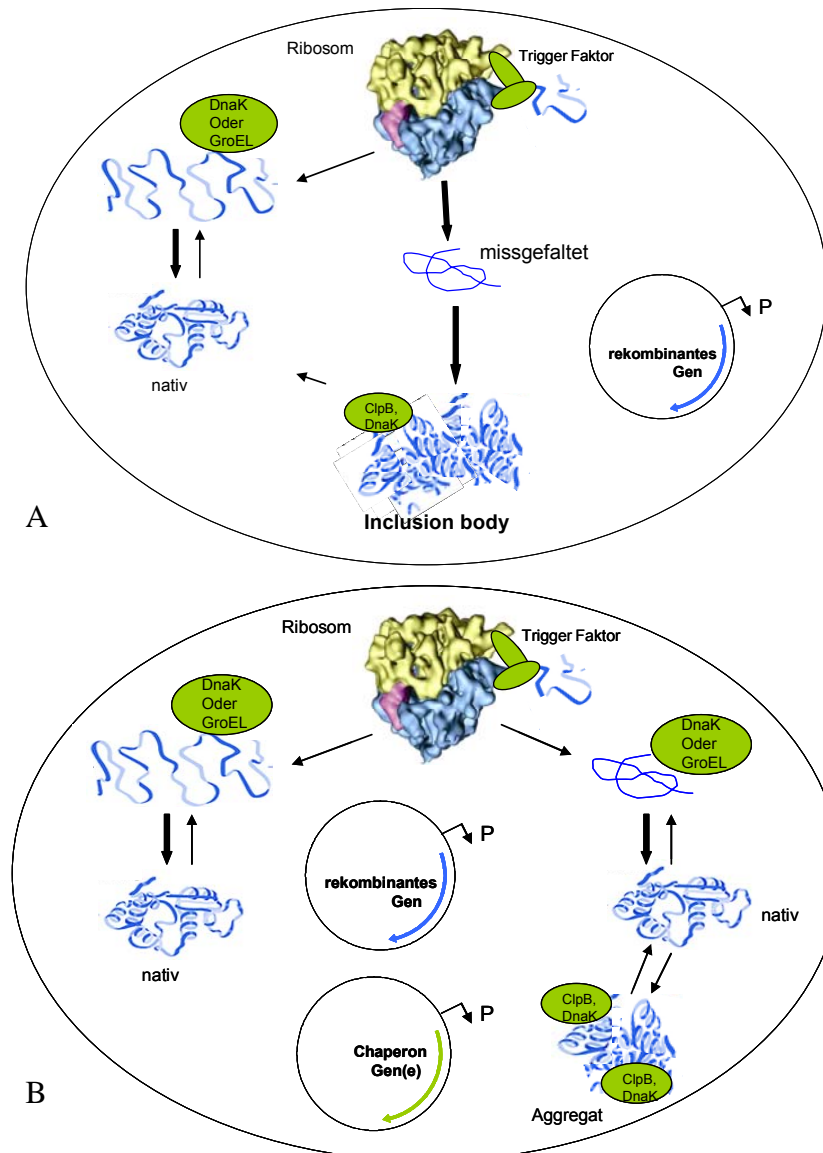 Ribosom
Trigger Faktor
DnaK
Oder
GroEL
missgefaltet
P
rekombinantes
Gen
nativ
ClpB,
DnaK
A
Inclusion body
Ribosom
Trigger Faktor
DnaK
Oder
GroEL
DnaK
Oder
GroEL
P
rekombinantes
Gen
nativ
nativ
P
ClpB,
DnaK
Chaperon
Gen(e)
ClpB,
DnaK
B
Aggregat